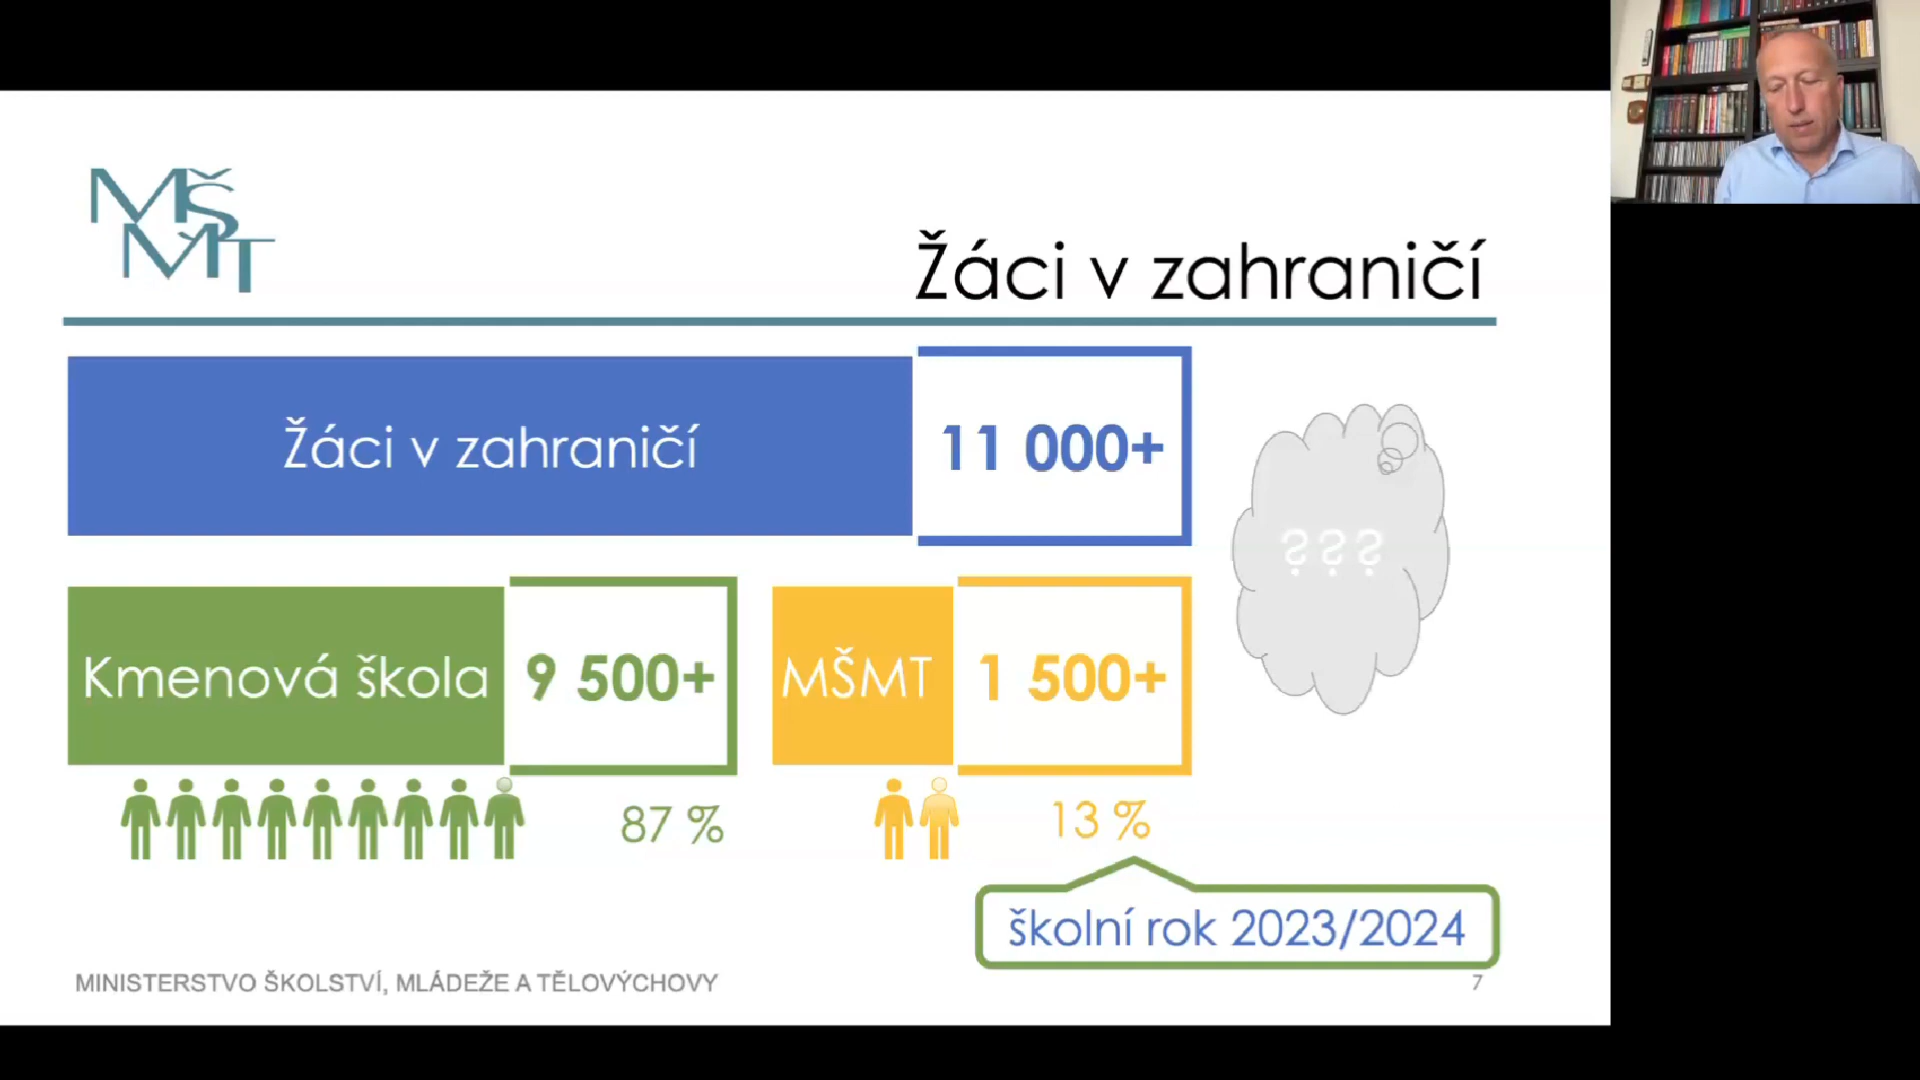 MŠMT
Žáci v zahraničí
Žáci v zahraničí
11 000+
???
Kmenová škola
9 500+
MŠMT
1 500+
87 %
13 %
školní rok 2023/2024
MINISTERSTVO ŠKOLSTVÍ, MLÁDEŽE A TĚLOVÝCHOVY
7